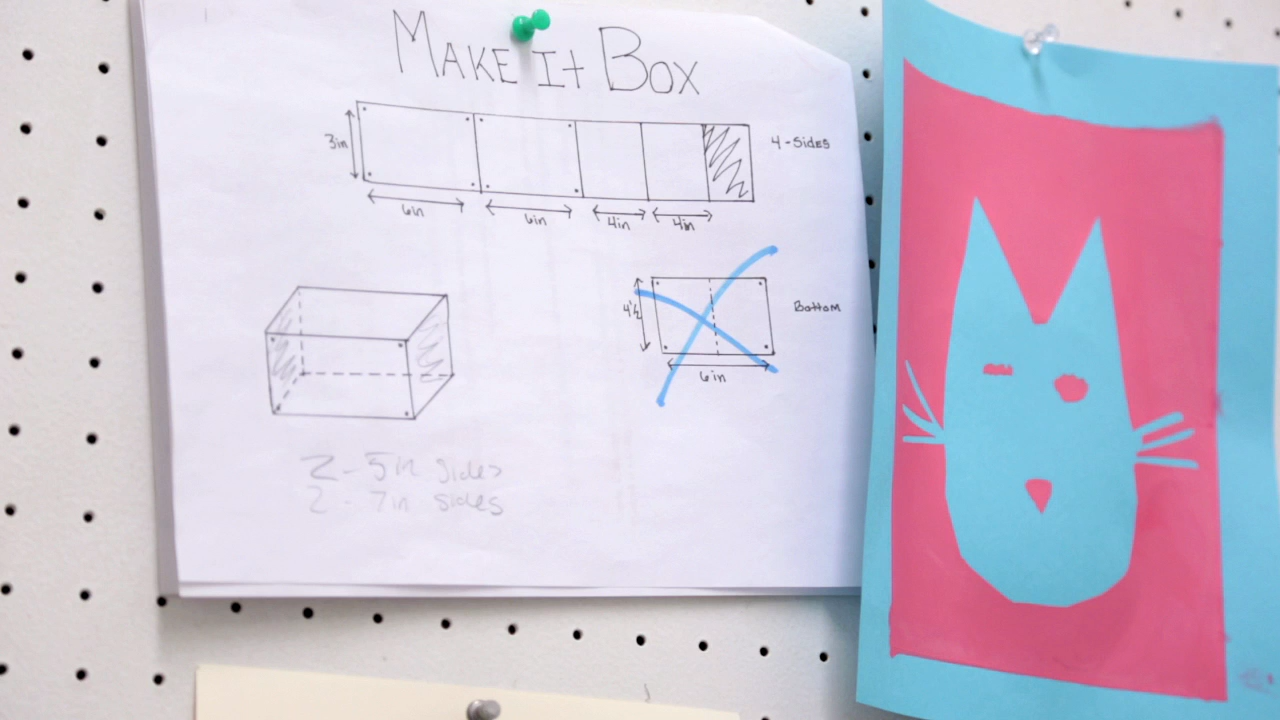 MAKE It BOX
3in
4-Sides
6in 6in 4in 4in
4½
Bottom
6in
2 - 5in sides
2 - 7in sides